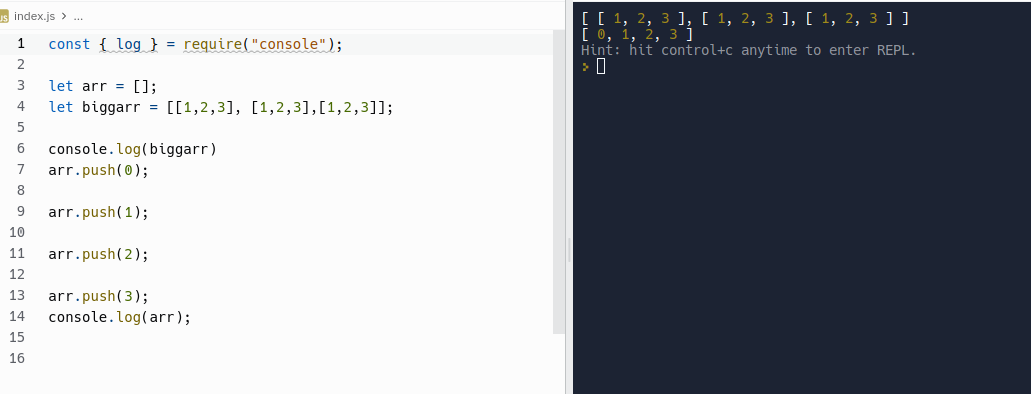 JS index.js > ...
1 const { log } = require("console");
2
3 let arr = [];
4 let biggarr = [[1,2,3], [1,2,3],[1,2,3]];
5
6 console.log(biggarr)
7 arr.push(0);
8
9 arr.push(1);
10
11 arr.push(2);
12
13 arr.push(3);
14 console.log(arr);
15
16
[ [ 1, 2, 3 ], [ 1, 2, 3 ], [ 1, 2, 3 ] ]
[ 0, 1, 2, 3 ]
Hint: hit control+c anytime to enter REPL.
>